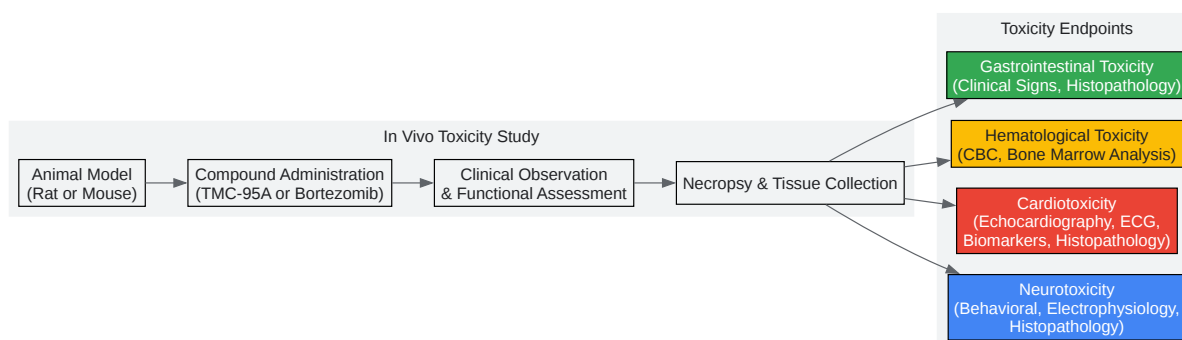 Toxicity Endpoints
Gastrointestinal Toxicity
(Clinical Signs, Histopathology)
In Vivo Toxicity Study
Animal Model
(Rat or Mouse)
Compound Administration
(TMC-95A or Bortezomib)
Clinical Observation
& Functional Assessment
Necropsy & Tissue Collection
Hematological Toxicity
(CBC, Bone Marrow Analysis)
Cardiotoxicity
(Echocardiography, ECG,
Biomarkers, Histopathology)
Neurotoxicity
(Behavioral, Electrophysiology,
Histopathology)